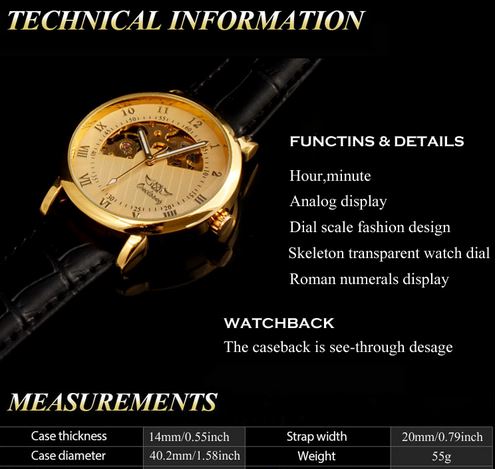 TECHNICAL INFORMATION
FUNCTINS & DETAILS
Hour,minute
Analog display
Dial scale fashion design
Skeleton transparent watch dial
Roman numerals display
WATCHBACK
The caseback is see-through desage
MEASUREMENTS
Case thickness 14mm/0.55inch Strap width 20mm/0.79inch
Case diameter 40.2mm/1.58inch Weight 55g